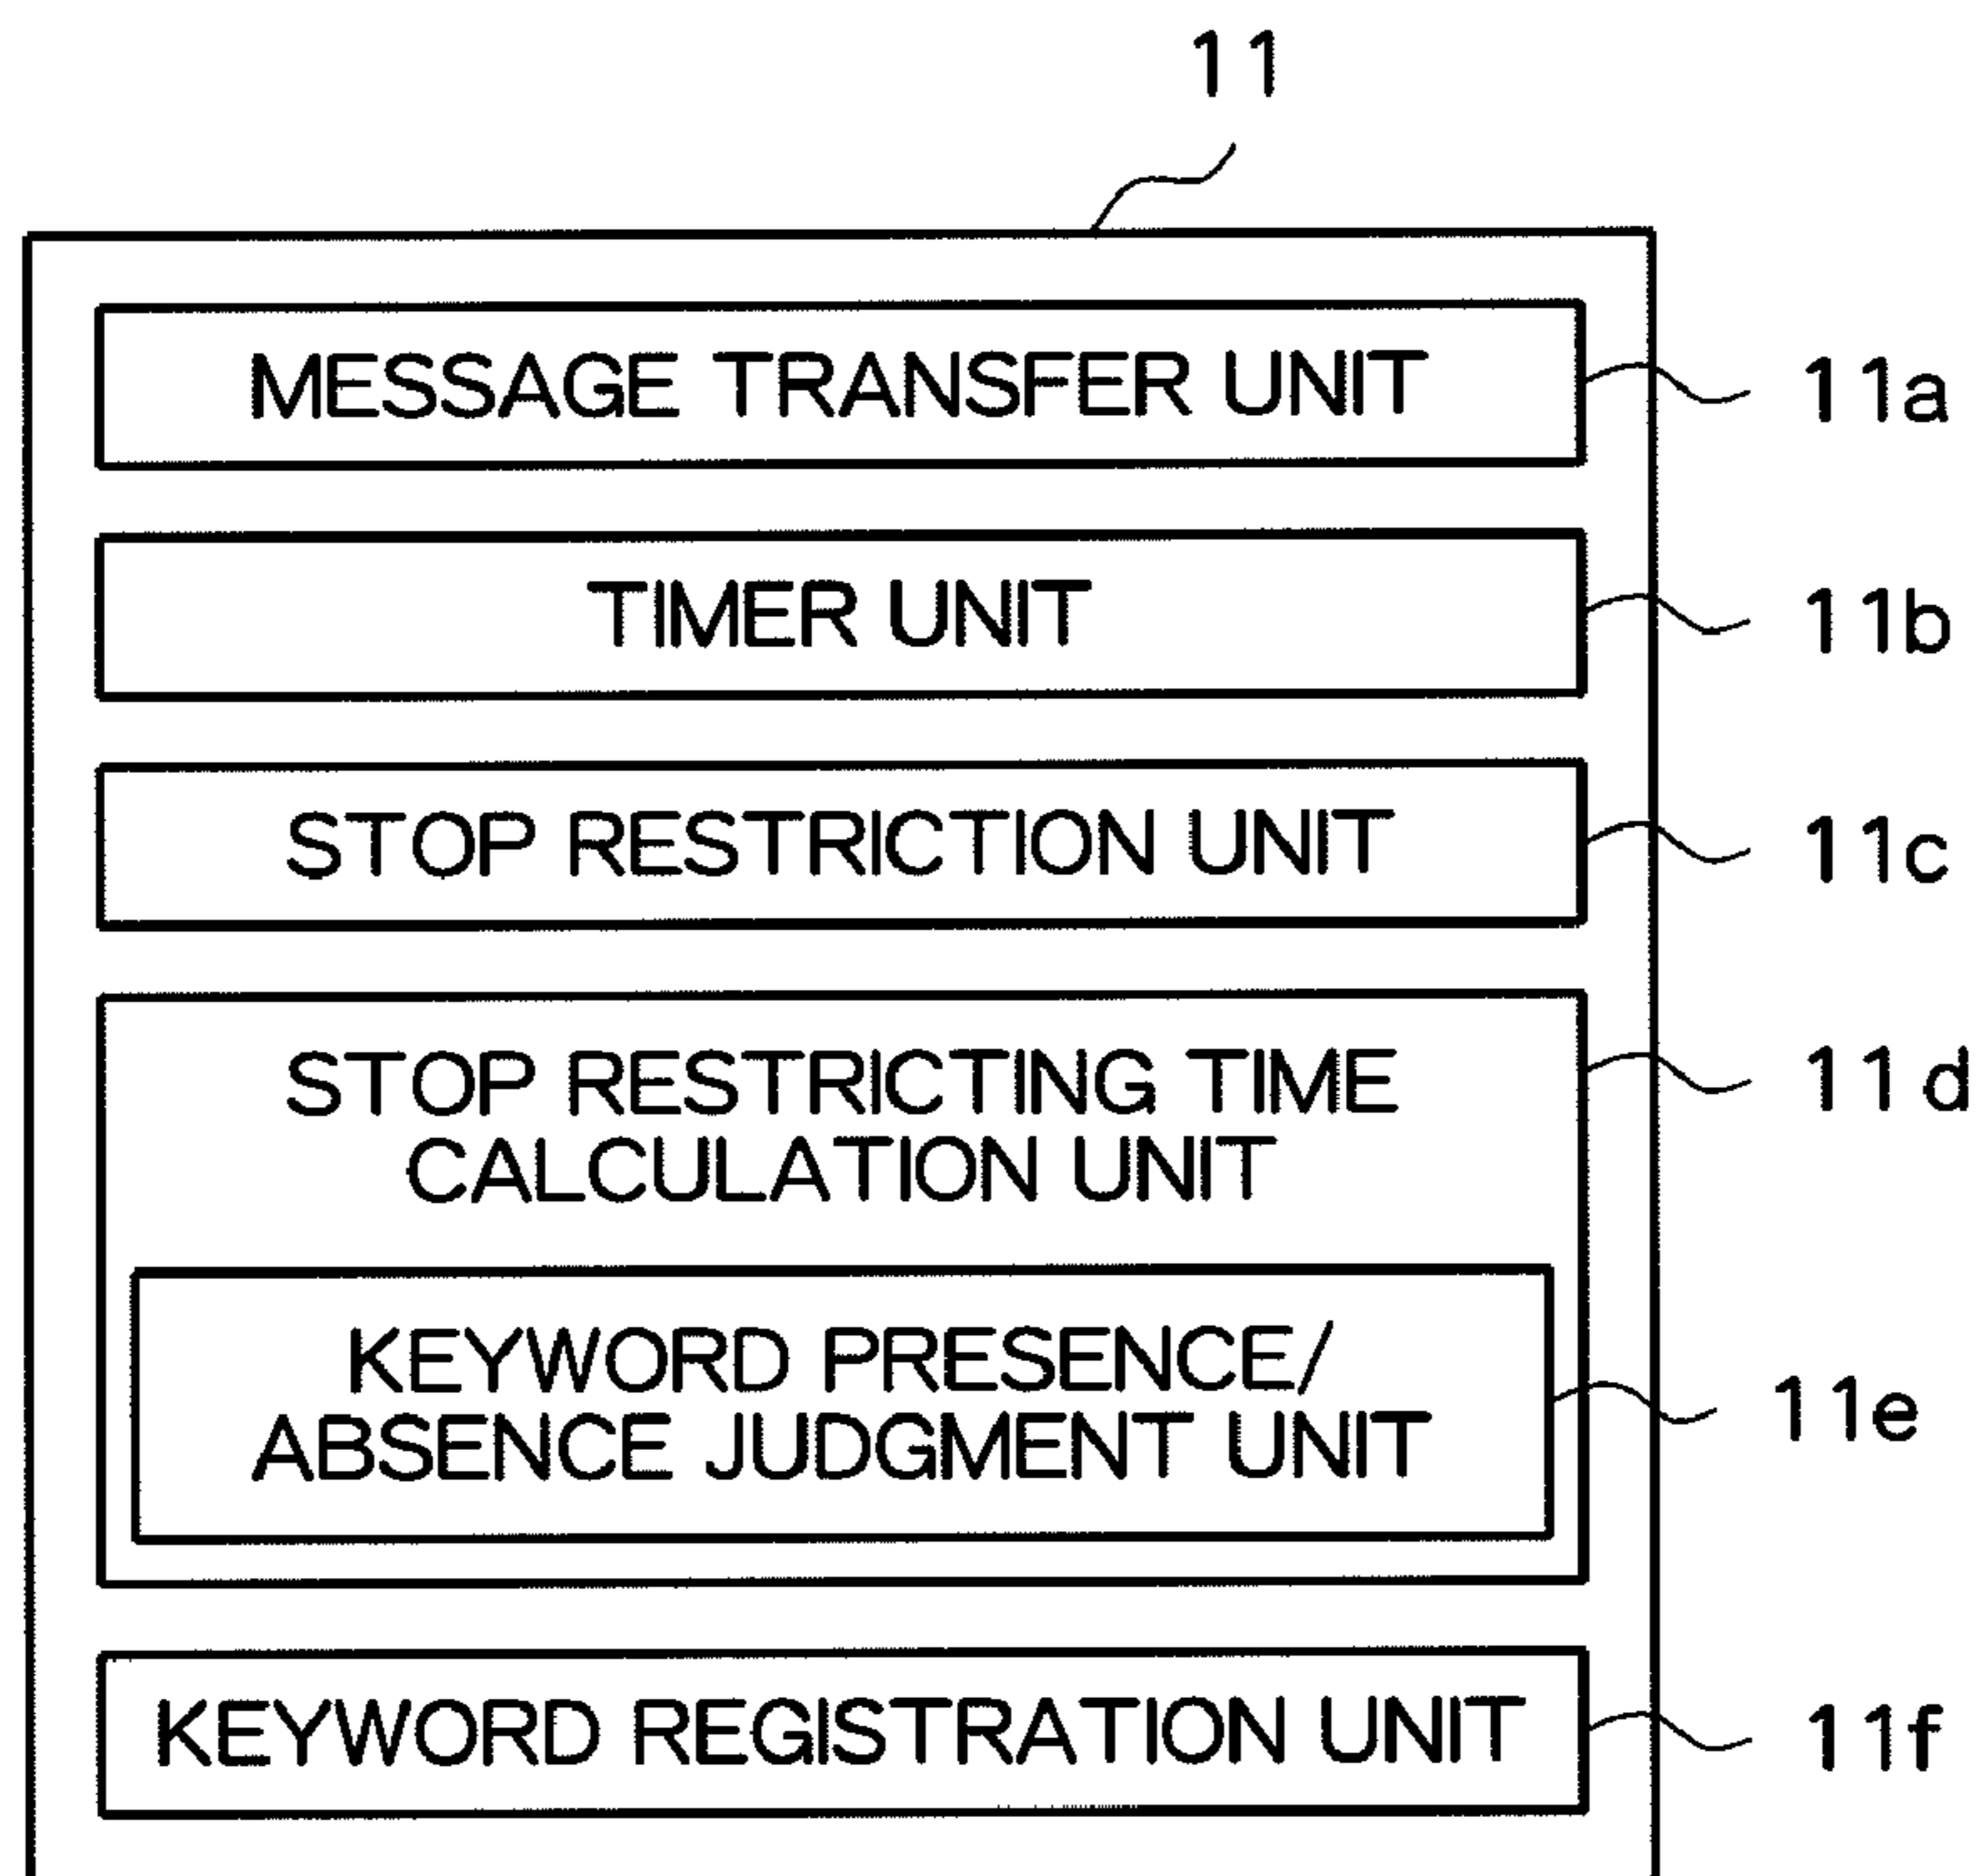 11
MESSAGE TRANSFER UNIT 11a
TIMER UNIT 11b
STOP RESTRICTION UNIT 11c
STOP RESTRICTING TIME 11d
CALCULATION UNIT
KEYWORD PRESENCE/
ABSENCE JUDGMENT UNIT 11e
KEYWORD REGISTRATION UNIT 11f